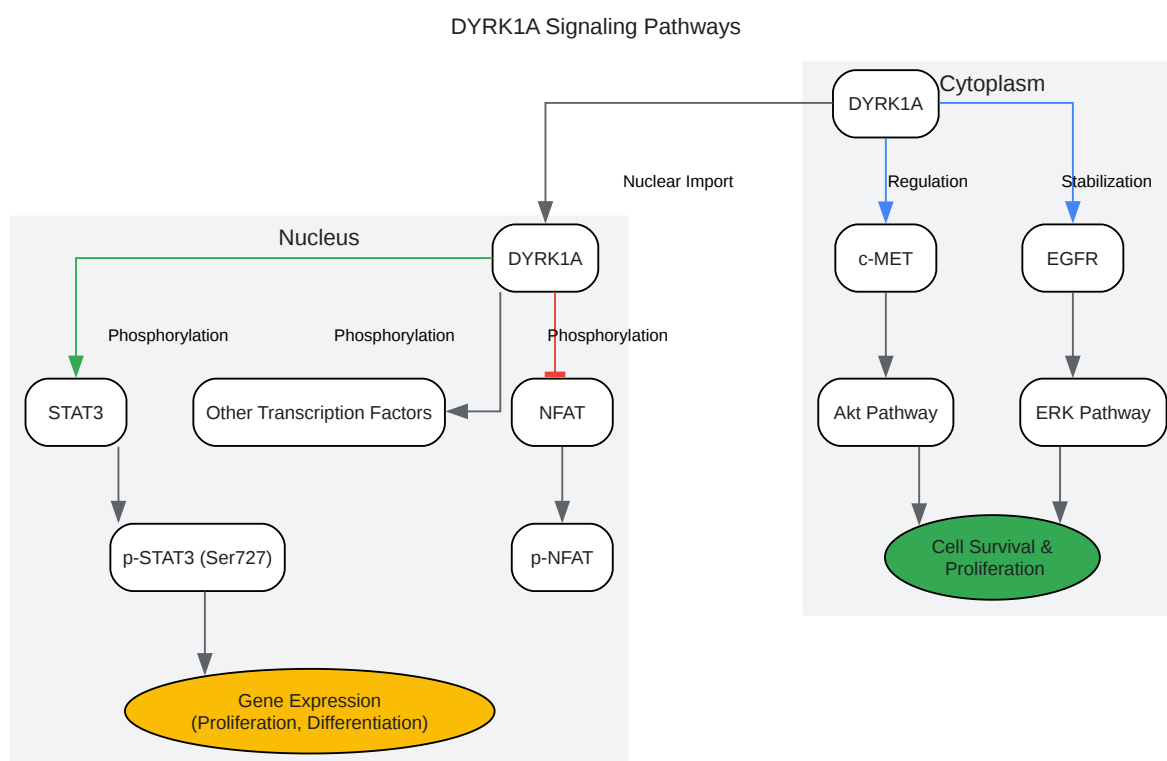 DYRK1A Signaling Pathways
Cytoplasm
DYRK1A
Nuclear Import
Regulation
Stabilization
Nucleus
DYRK1A
c-MET
EGFR
Phosphorylation
Phosphorylation
Phosphorylation
STAT3
Other Transcription Factors
NFAT
Akt Pathway
ERK Pathway
p-STAT3 (Ser727)
p-NFAT
Cell Survival &
Proliferation
Gene Expression
(Proliferation, Differentiation)